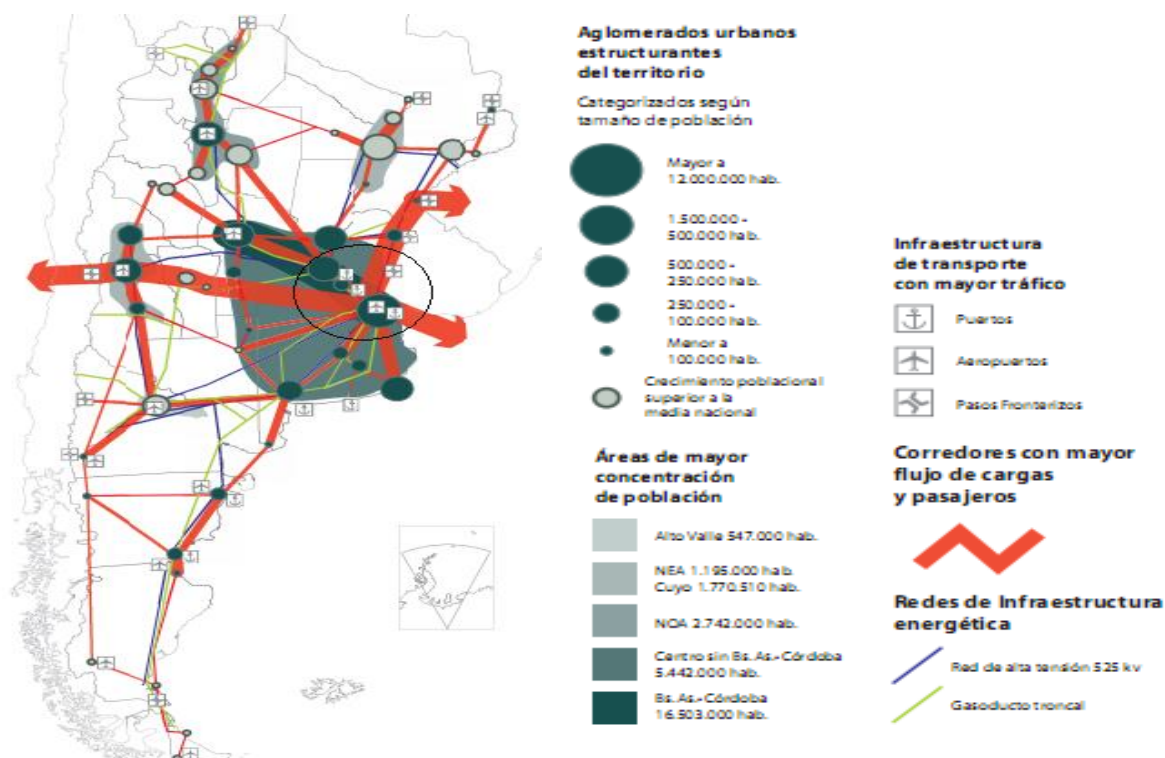 Aglomerados urbanos
estructurantes
del territorio
Categorizados según
tamaño de población
Mayor a
12.000.000 hab.
1.500.000 -
500.000 hab.
500.000 -
250.000 hab.
250.000 -
100.000 hab.
Menor a
100.000 hab.
Crecimiento poblacional
superior a la
media nacional
Áreas de mayor
concentración
de población
Alto Valle 547.000 hab.
NEA 1.195.000 hab.
Cuyo 1.770.510 hab.
NOA 2.742.000 hab.
Centro sin Bs. As.-Córdoba
5.442.000 hab.
Bs. As.-Córdoba
16.503.000 hab.
Infraestructura
de transporte
con mayor tráfico
Puertos
Aeropuertos
Pasos Fronterizos
Corredores con mayor
flujo de cargas
y pasajeros
Redes de Infraestructura
energética
Red de alta tensión 525 kv
Gasoducto troncal